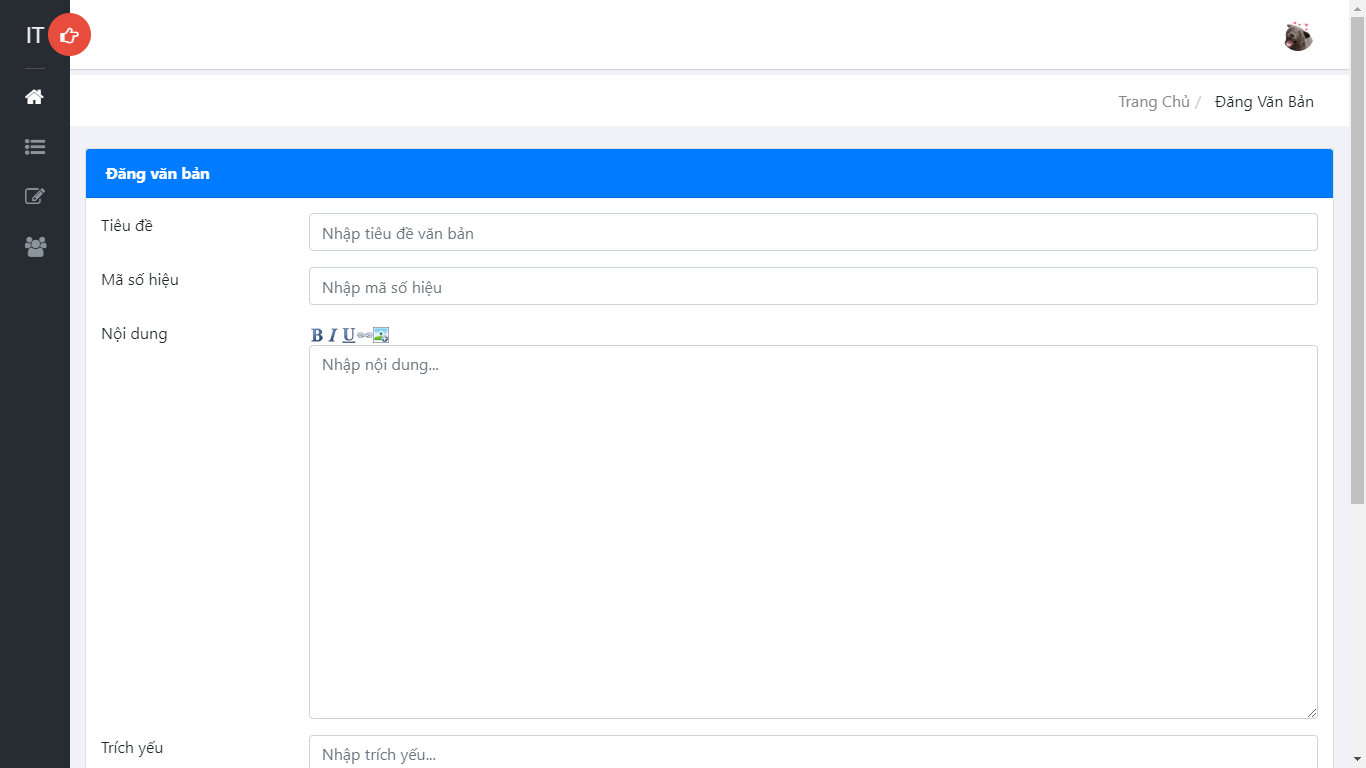 IT
Trang Chủ / Đăng Văn Bản
Đăng văn bản
Tiêu đề
Nhập tiêu đề văn bản
Mã số hiệu
Nhập mã số hiệu
Nội dung
B I U
Nhập nội dung...
Trích yếu
Nhập trích yếu...